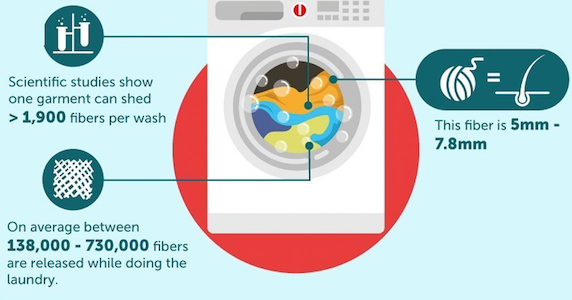 Scientific studies show
one garment can shed
> 1,900 fibers per wash
This fiber is 5mm -
7.8mm
On average between
138,000 - 730,000 fibers
are released while doing the
laundry.